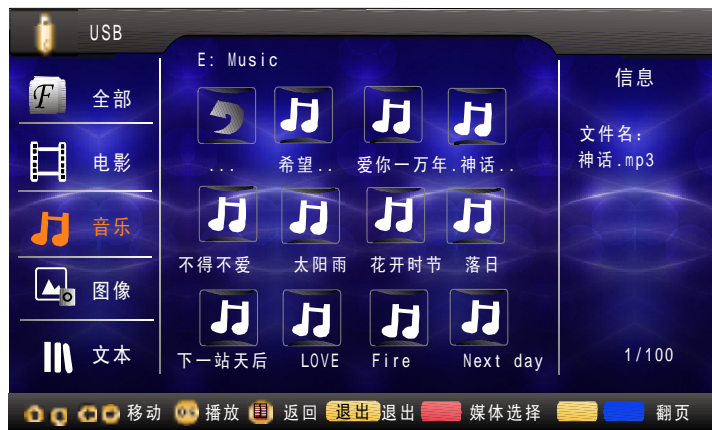 USB
E: Music
全部
电影
音乐
图像
文本
... 希望.. 爱你一万年. 神话..
不得不爱 太阳雨 花开时节 落日
下一站天后 LOVE Fire Next day
信息
文件名:
神话.mp3
1/100
移动 播放 返回 退出 退出 媒体选择 翻页